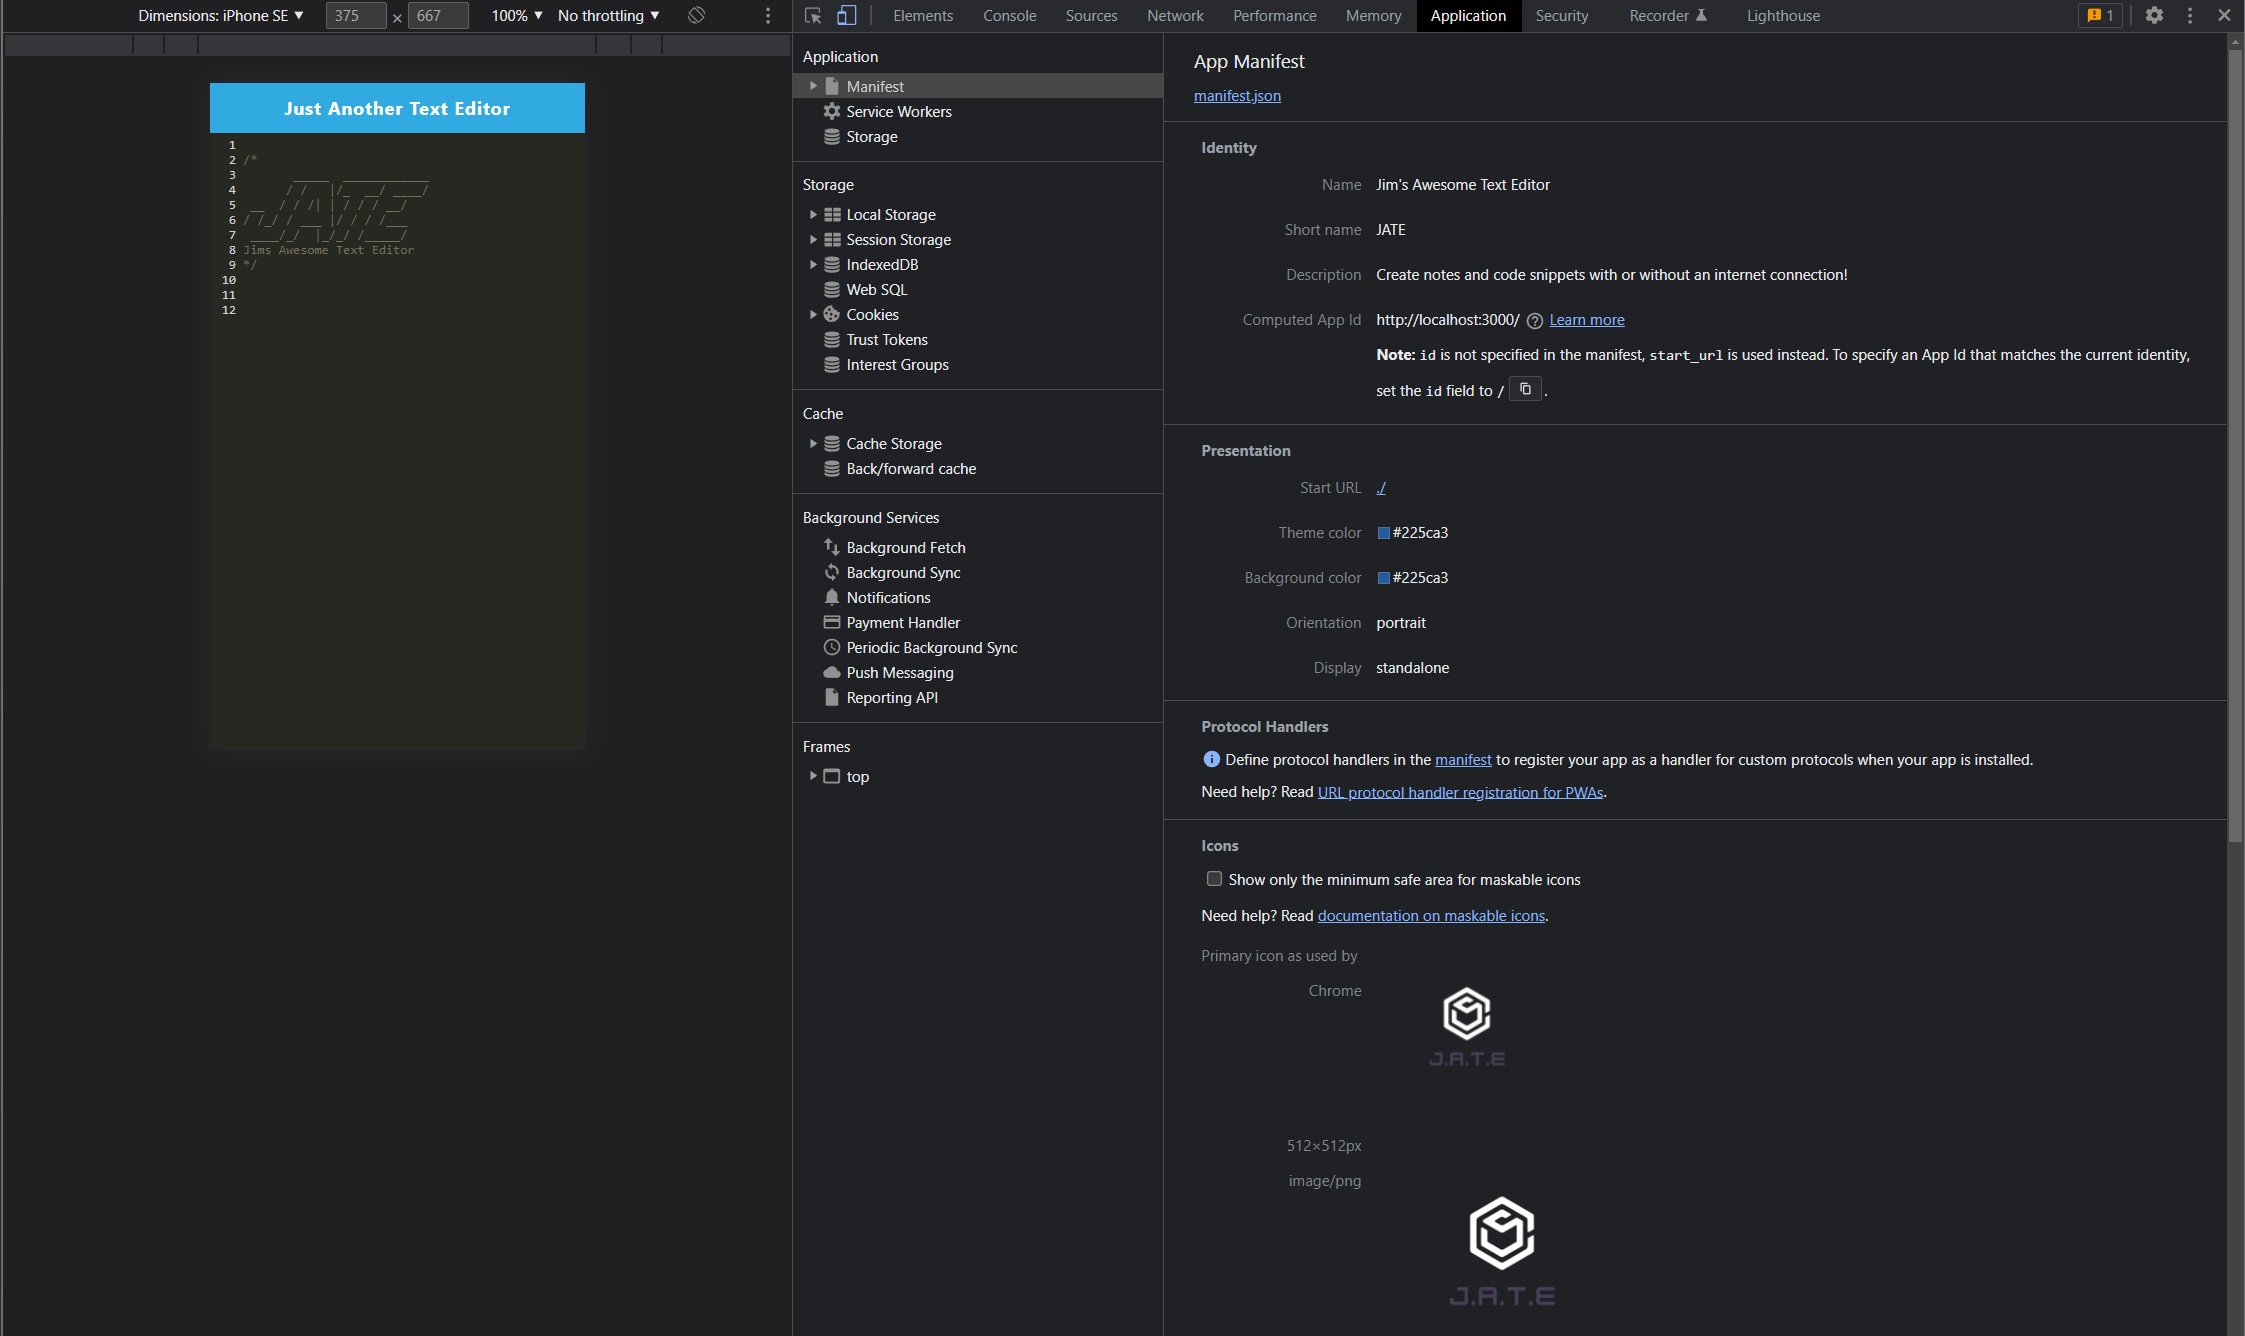 Dimensions: iPhone SE ▼ 375 × 667 100% ▼ No throttling ▼
Elements Console Sources Network Performance Memory Application Security Recorder Lighthouse 1
Just Another Text Editor
1
2 /*
3       _____  ____________
4      / /   |/_  __/ ____/
5  __  / / /| | / / / __/
6 / /_/ / ___ |/ / / /___
7  ____/_/  |_/_/ /_____/
8 Jims Awesome Text Editor
9 */
10
11
12
Application
Manifest
Service Workers
Storage
Storage
Local Storage
Session Storage
IndexedDB
Web SQL
Cookies
Trust Tokens
Interest Groups
Cache
Cache Storage
Back/forward cache
Background Services
Background Fetch
Background Sync
Notifications
Payment Handler
Periodic Background Sync
Push Messaging
Reporting API
Frames
top
App Manifest
manifest.json
Identity
Name Jim's Awesome Text Editor
Short name JATE
Description Create notes and code snippets with or without an internet connection!
Computed App Id http://localhost:3000/ Learn more
Note: id is not specified in the manifest, start_url is used instead. To specify an App Id that matches the current identity,
set the id field to / .
Presentation
Start URL ./
Theme color #225ca3
Background color #225ca3
Orientation portrait
Display standalone
Protocol Handlers
Define protocol handlers in the manifest to register your app as a handler for custom protocols when your app is installed.
Need help? Read URL protocol handler registration for PWAs.
Icons
Show only the minimum safe area for maskable icons
Need help? Read documentation on maskable icons.
Primary icon as used by
Chrome
J.A.T.E
512×512px
image/png
J.A.T.E